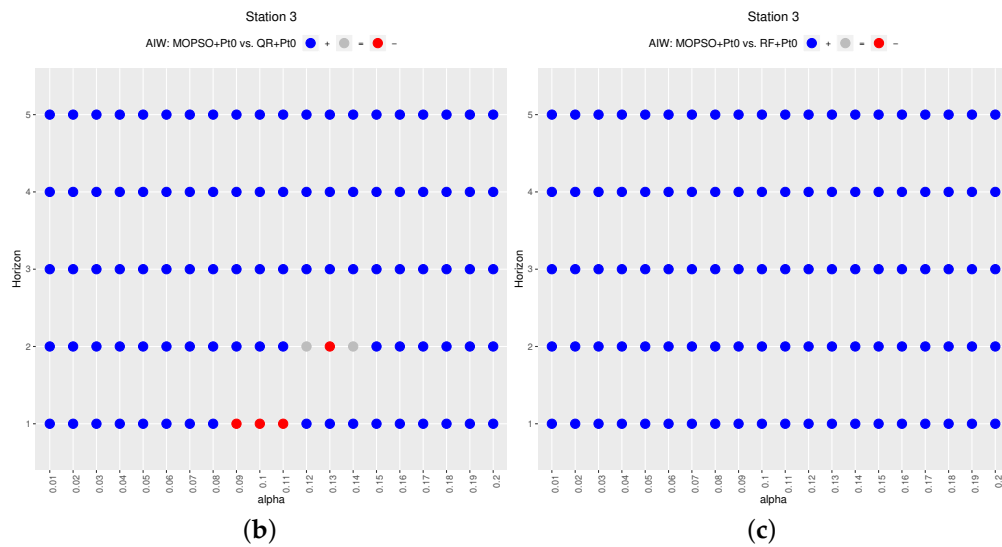 Station 3
AIW: MOPSO+Pt0 vs. QR+Pt0 + = −
Horizon
5
4
3
2
1
0.01 0.02 0.03 0.04 0.05 0.06 0.07 0.08 0.09 0.1 0.11 0.12 0.13 0.14 0.15 0.16 0.17 0.18 0.19 0.2
alpha
(b)
Station 3
AIW: MOPSO+Pt0 vs. RF+Pt0 + = −
Horizon
5
4
3
2
1
0.01 0.02 0.03 0.04 0.05 0.06 0.07 0.08 0.09 0.1 0.11 0.12 0.13 0.14 0.15 0.16 0.17 0.18 0.19 0.2
alpha
(c)